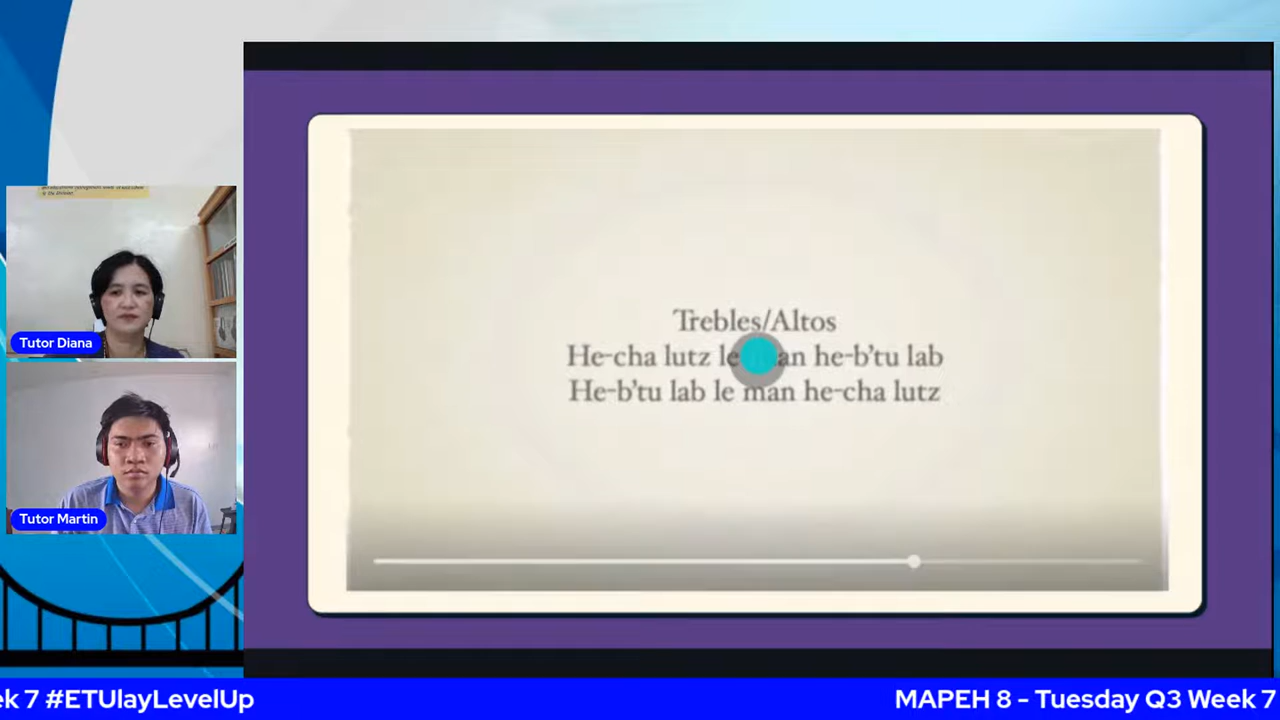 Tutor Diana
Tutor Martin
Trebles/Altos
He-cha lutz le man he-b'tu lab
He-b'tu lab le man he-cha lutz
ek 7 #ETUlayLevelUp
MAPEH 8 - Tuesday Q3 Week 7